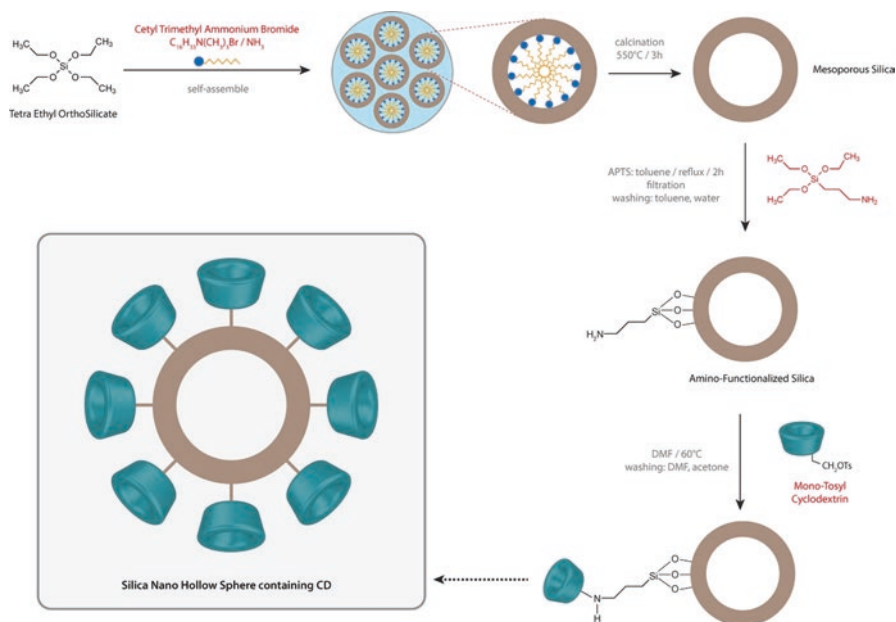 Cetyl Trimethyl Ammonium Bromide
C16H33N(CH3)3Br / NH3
self-assemble
H3C
CH3
O
O
Si
O
O
H3C
CH3
Tetra Ethyl OrthoSilicate
calcination
550°C / 3h
Mesoporous Silica
APTS: toluene / reflux / 2h
filtration
washing: toluene, water
H3C
O
O
CH3
Si
H3C
O
NH2
O
Si
O
O
H2N
Amino-Functionalized Silica
DMF / 60°C
washing: DMF, acetone
CH2OTs
Mono-Tosyl
Cyclodextrin
O
Si
O
O
N
H
Silica Nano Hollow Sphere containing CD